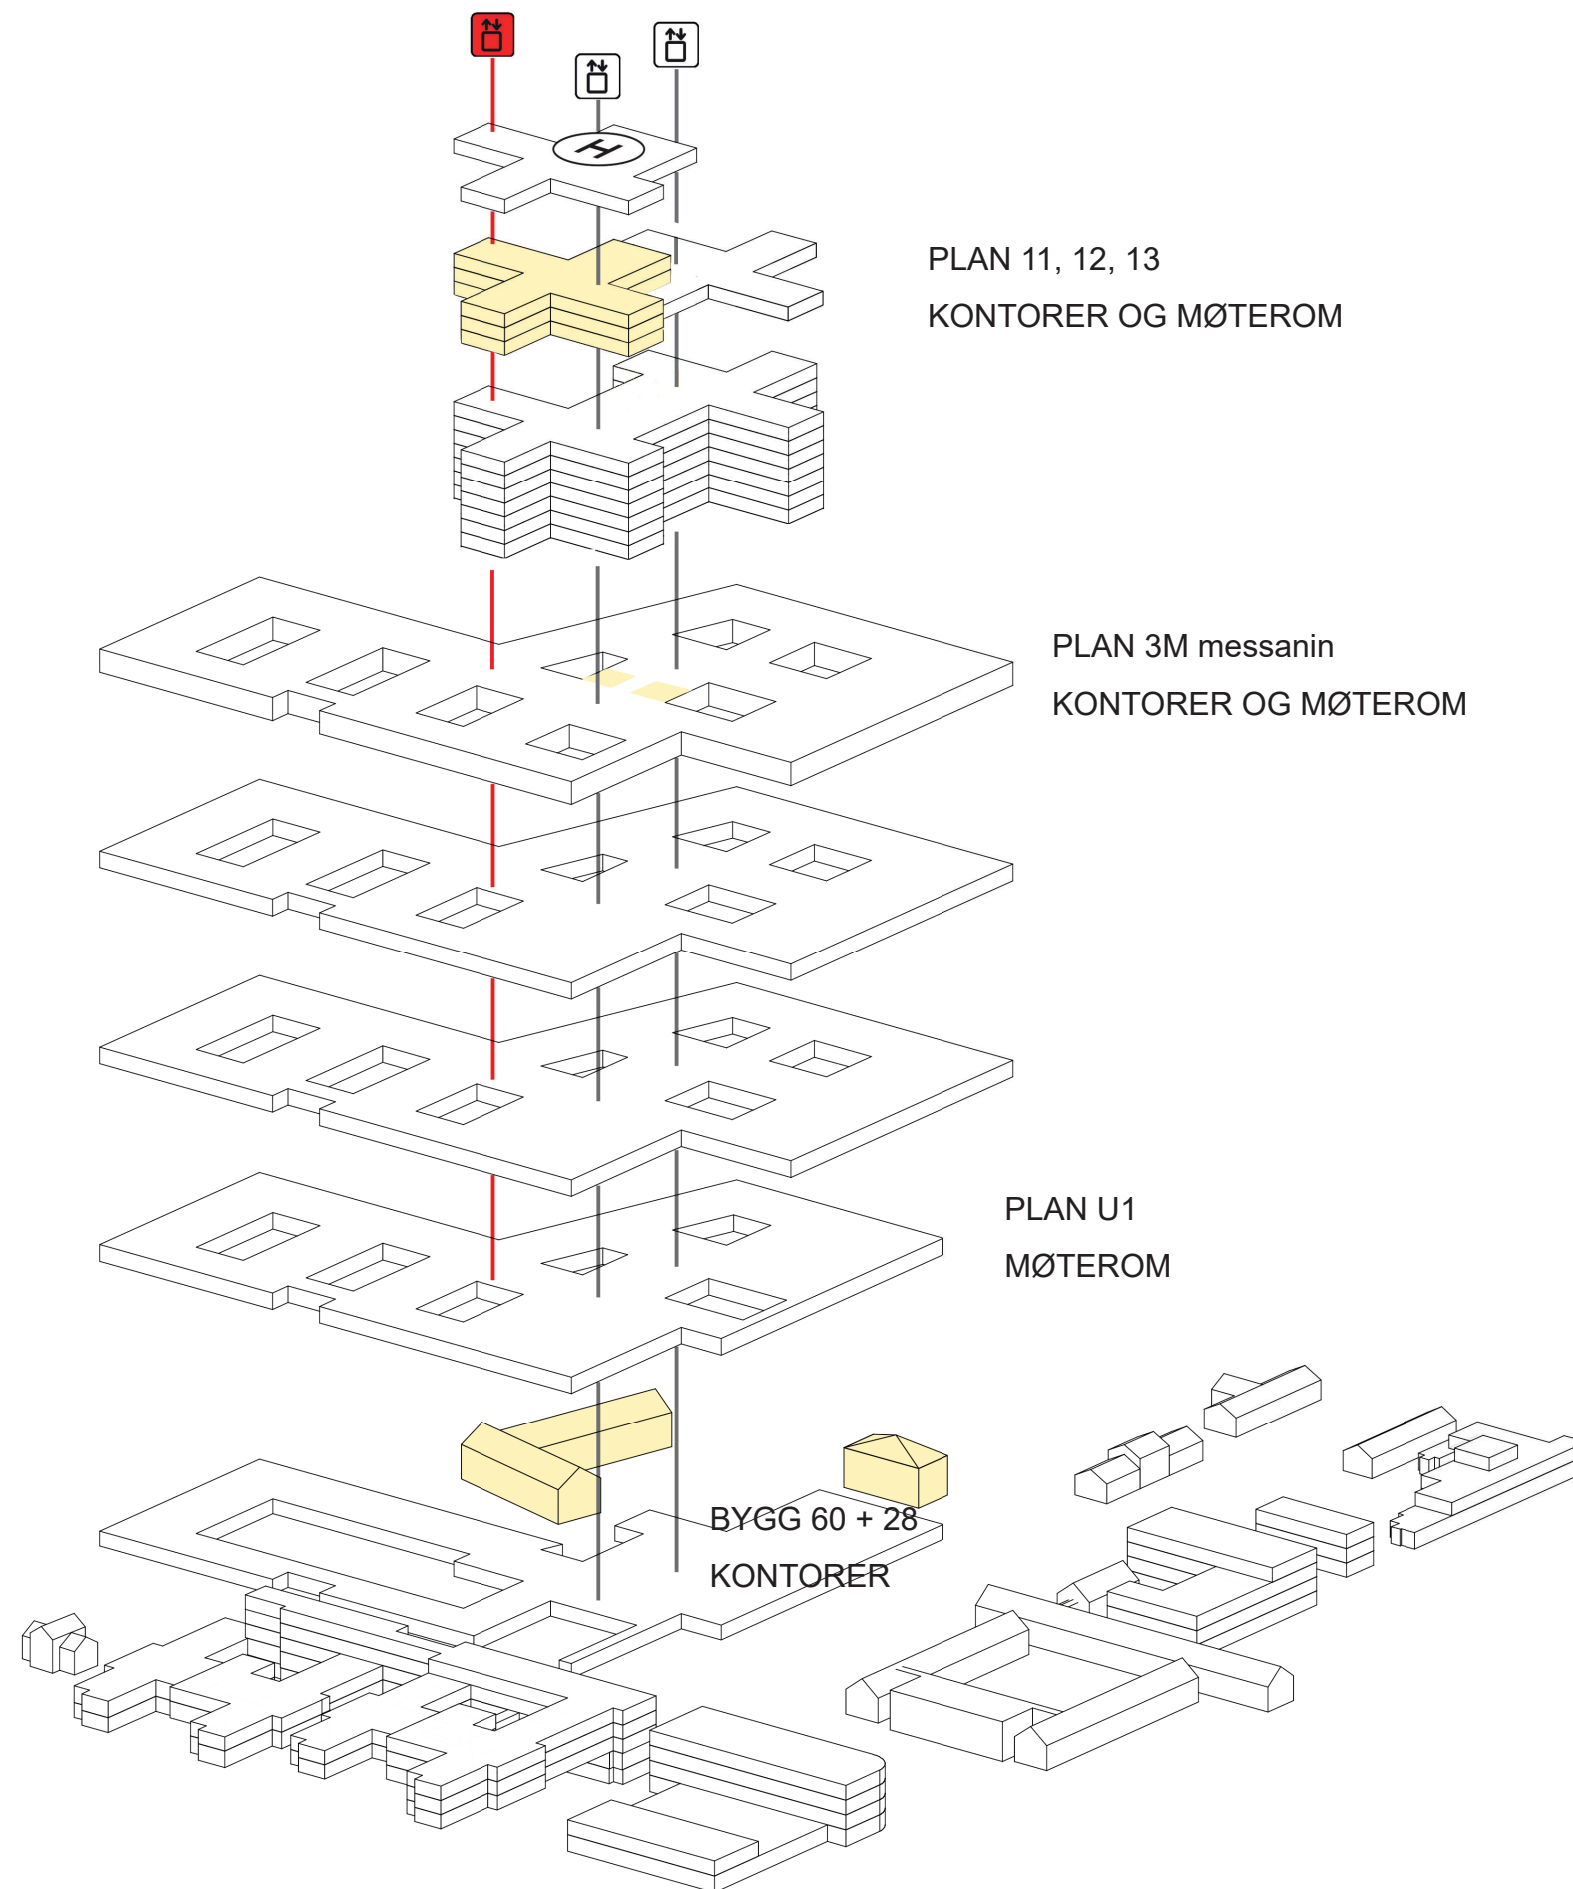 H
PLAN 11, 12, 13
KONTORER OG MØTEROM
PLAN 3M messanin
KONTORER OG MØTEROM
PLAN U1
MØTEROM
BYGG 60 + 28
KONTORER